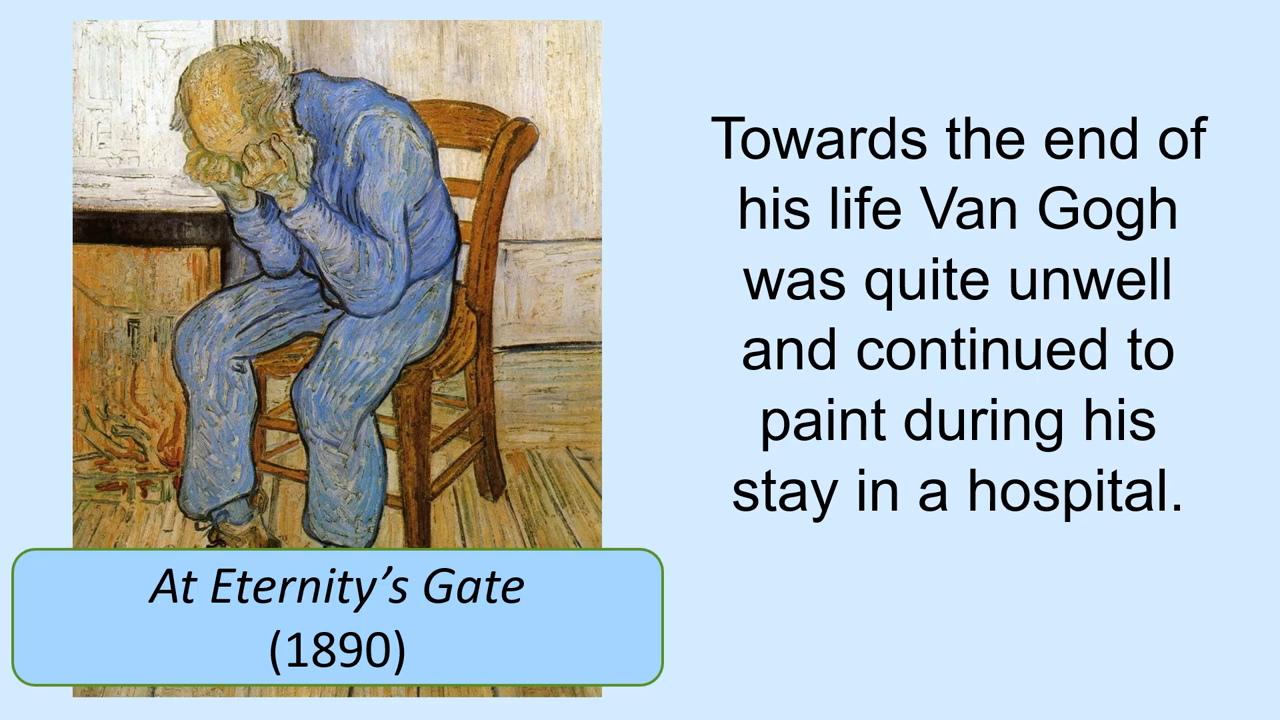 Towards the end of
his life Van Gogh
was quite unwell
and continued to
paint during his
stay in a hospital.
At Eternity’s Gate
(1890)